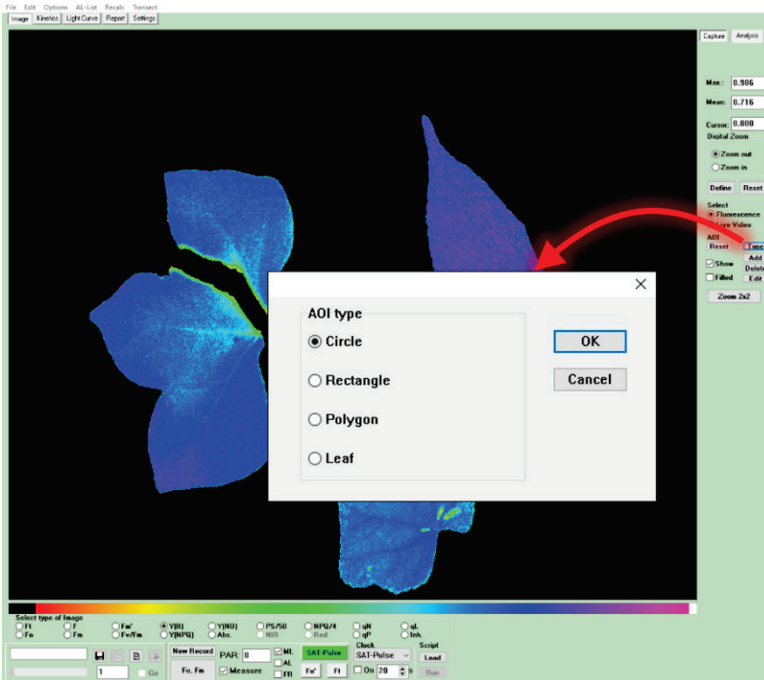 File Edit Options AL-List Recals Transect
Image Kinetics Light Curve Report Settings
Capture Analysis
Max.: 0.986
Mean: 0.716
Cursor: 0.000
Digital Zoom
Zoom out
Zoom in
Define Reset
Select
Fluorescence
Live Video
AOI
Reset Type
Show Add
Delete
Filled Edit
Zoom 2x2
AOI type
Circle
Rectangle
Polygon
Leaf
OK
Cancel
Select type of Image
Ft F Fm' Y(II) Y(NO) PS/50 NPQ/4 qN qL
Fo Fm Fv/Fm Y(NPQ) Abs. NIR Red qP Inh.
New Record PAR: 0 ML SAT-Pulse Clock SAT-Pulse Script Load
AL
1 Go Fo, Fm Measure FR Fo' Ft On 20 s Run